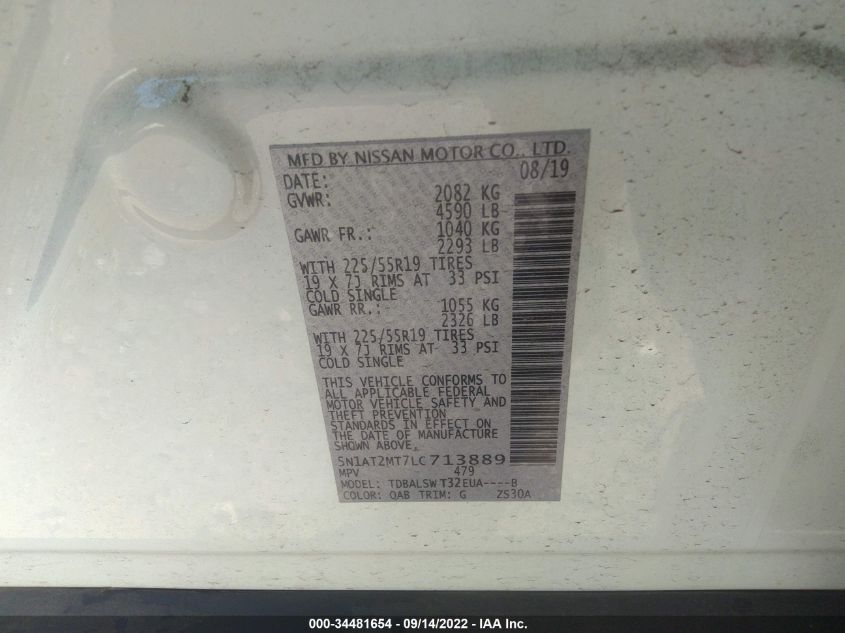 MFD BY NISSAN MOTOR CO., LTD.
DATE: 08/19
GVWR: 2082 KG
4590 LB
GAWR FR.: 1040 KG
2293 LB
WITH 225/55R19 TIRES
19 X 7J RIMS AT 33 PSI
COLD SINGLE
GAWR RR.: 1055 KG
2326 LB
WITH 225/55R19 TIRES
19 X 7J RIMS AT 33 PSI
COLD SINGLE
THIS VEHICLE CONFORMS TO
ALL APPLICABLE FEDERAL
MOTOR VEHICLE SAFETY AND
THEFT PREVENTION
STANDARDS IN EFFECT ON
THE DATE OF MANUFACTURE
SHOWN ABOVE.
5N1AT2MT7LC713889
MPV 479
MODEL: TDBALSW T32EUA----B
COLOR: QAB TRIM: G ZS30A
000-34481654 - 09/14/2022 - IAA Inc.